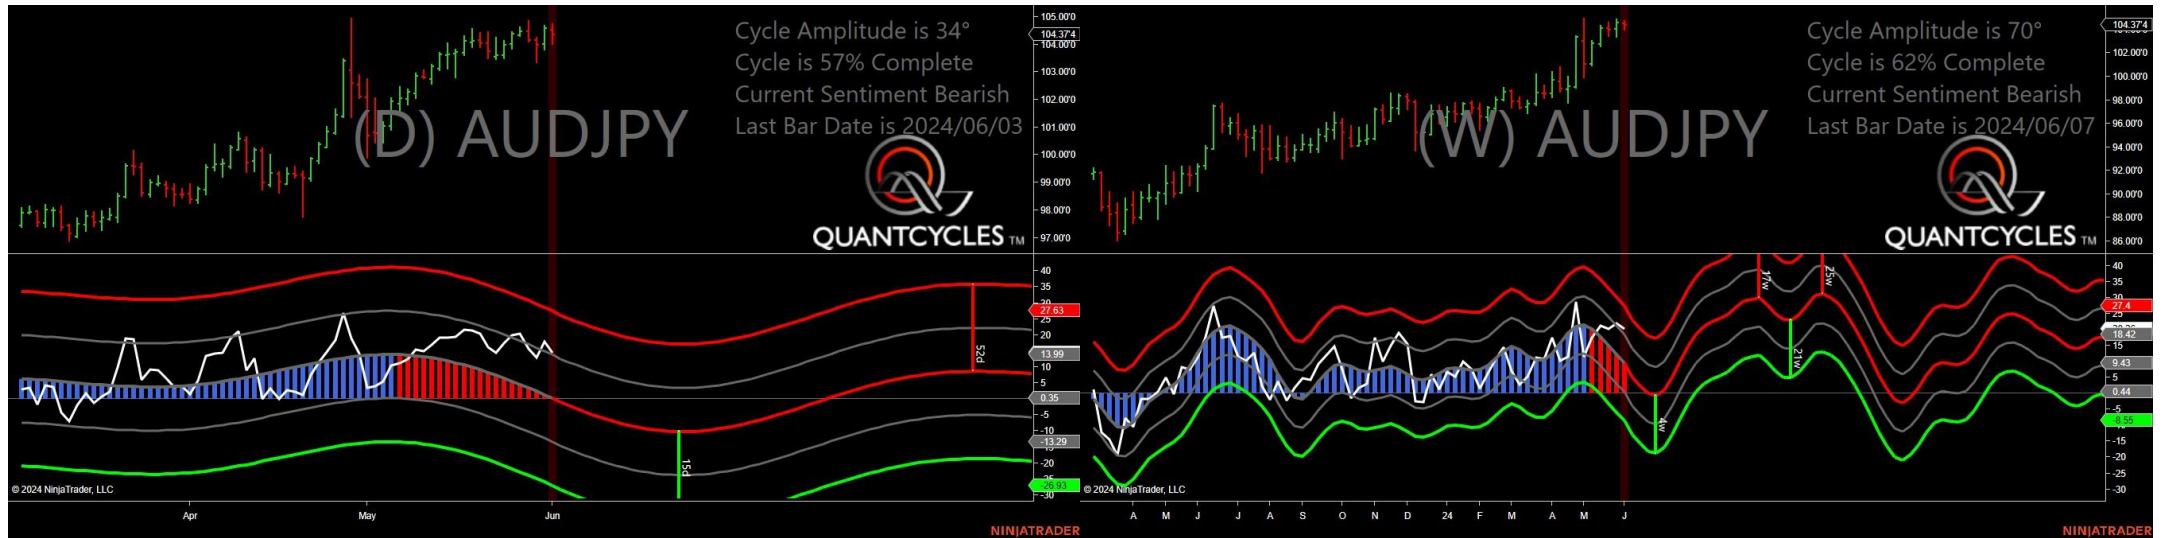 Cycle Amplitude is 34°
Cycle is 57% Complete
Current Sentiment Bearish
Last Bar Date is 2024/06/03
(D) AUDJPY
QUANTCYCLES TM
105.00'0
104.37'4
104.00'0
103.00'0
102.00'0
101.00'0
100.00'0
99.00'0
98.00'0
97.00'0
40
35
27.63
25
20
13.99
10
5
0.35
-5
-10
-13.29
-20
-26.93
-30
52d
15d
© 2024 NinjaTrader, LLC
Apr
May
Jun
NINJATRADER
Cycle Amplitude is 70°
Cycle is 62% Complete
Current Sentiment Bearish
Last Bar Date is 2024/06/07
(W) AUDJPY
QUANTCYCLES TM
104.37'4
102.00'0
100.00'0
98.00'0
96.00'0
94.00'0
92.00'0
90.00'0
88.00'0
86.00'0
40
35
27.4
25
18.42
15
9.43
5
0.44
-5
-8.55
-15
-20
-30
17w
25w
21w
4w
© 2024 NinjaTrader, LLC
A M J J A S O N D 24 F M A M J
NINJATRADER